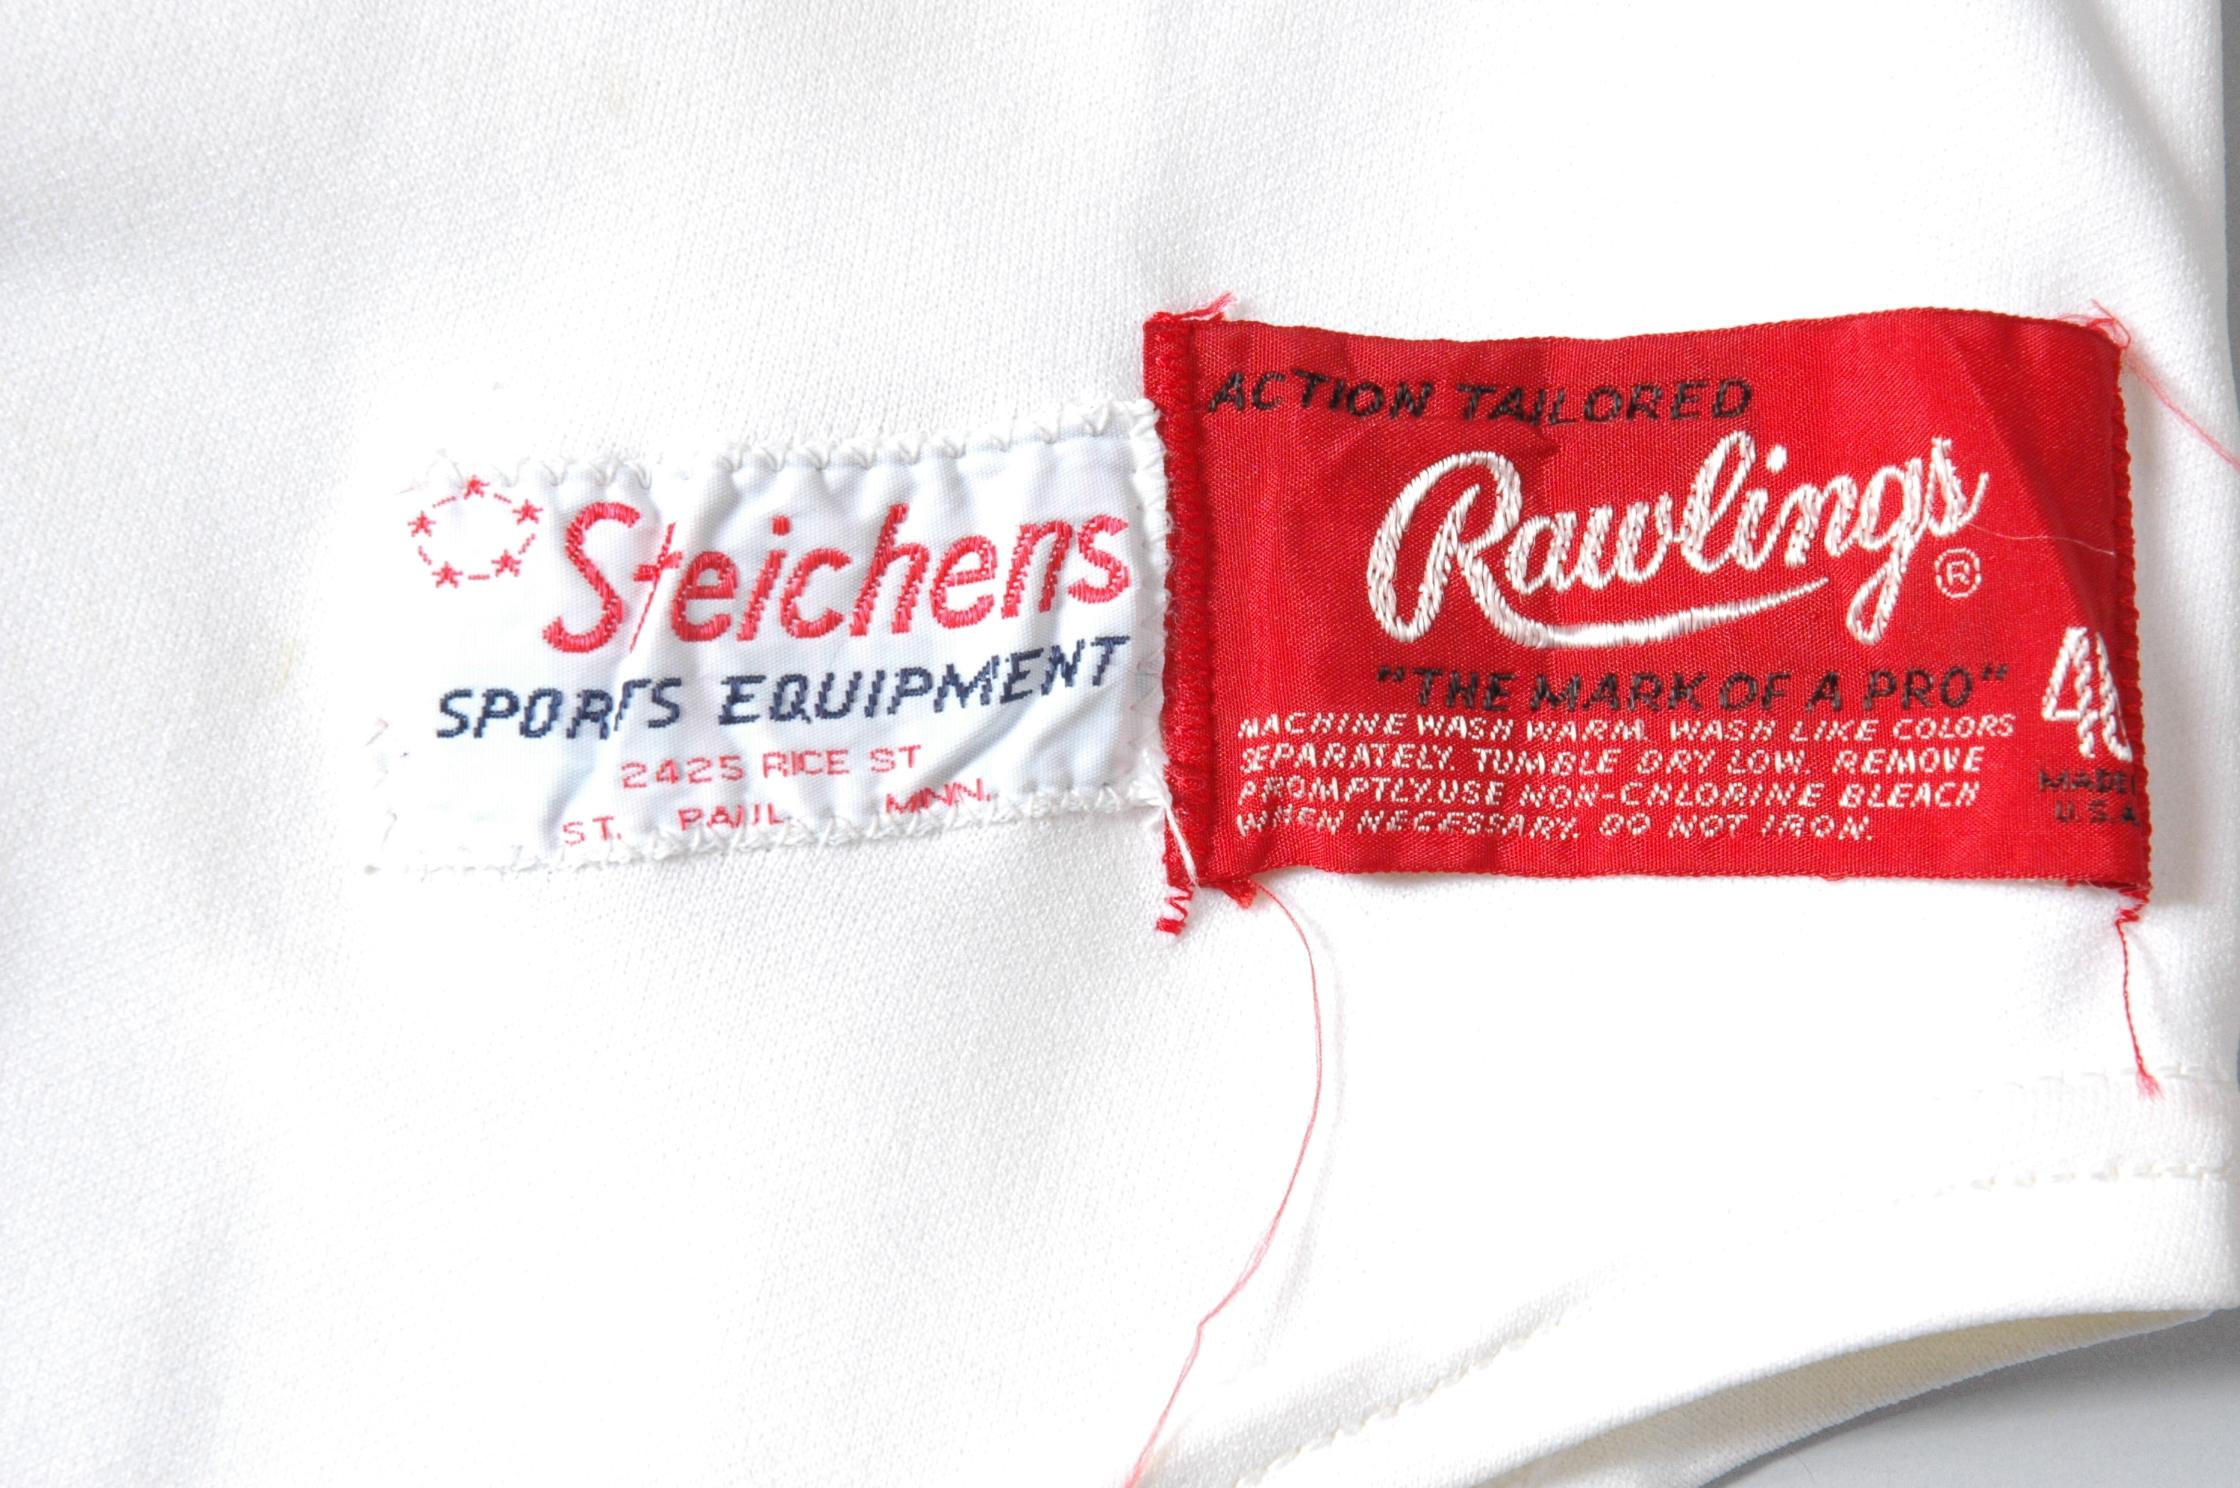 Steichens
SPORTS EQUIPMENT
2425 RICE ST
ST. PAUL MINN.
ACTION TAILORED
Rawlings®
"THE MARK OF A PRO"
MACHINE WASH WARM. WASH LIKE COLORS
SEPARATELY. TUMBLE DRY LOW. REMOVE
PROMPTLY.USE NON-CHLORINE BLEACH
WHEN NECESSARY. DO NOT IRON.
MADE
U.S.A